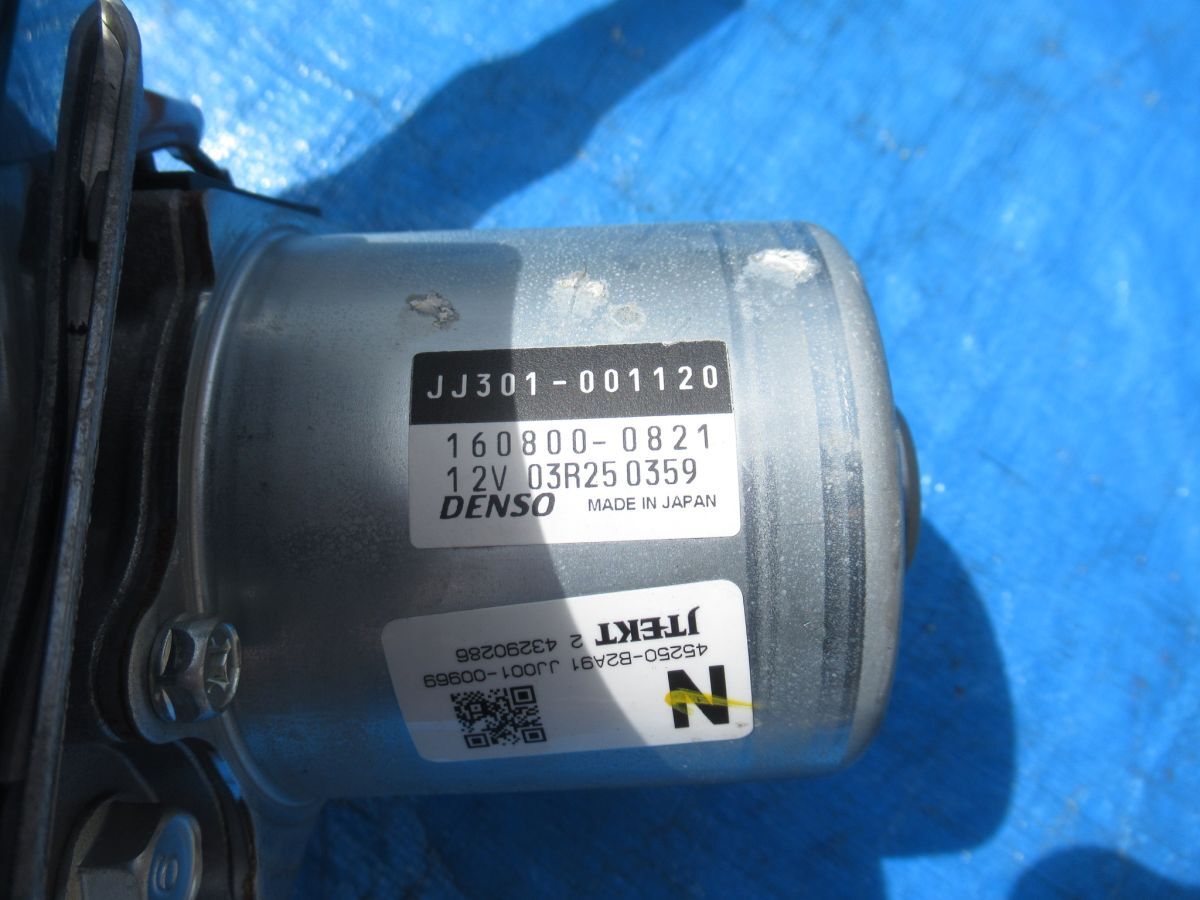 JJ301-001120
160800-0821
12V 03R250359
DENSO MADE IN JAPAN
JTEKT 2 43290286
45250-B2A91 JJ001-00969
N